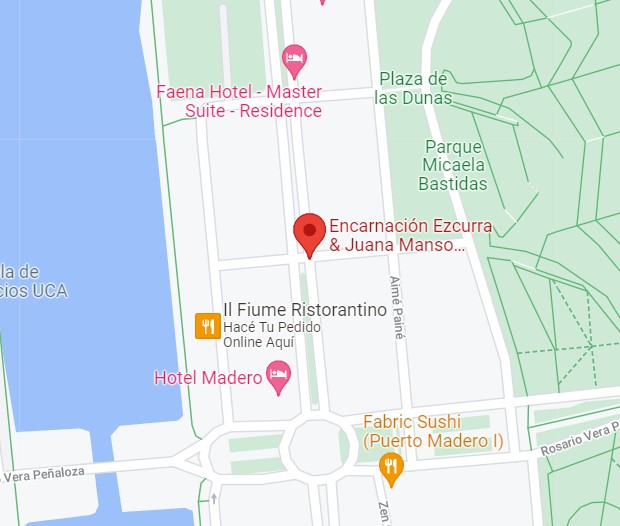 Faena Hotel - Master
Suite - Residence
Plaza de
las Dunas
Parque
Micaela
Bastidas
Encarnación Ezcurra
& Juana Manso...
la de
cios UCA
Aimé Painé
Il Fiume Ristorantino
Hacé Tu Pedido
Online Aquí
Hotel Madero
Fabric Sushi
(Puerto Madero I)
Rosario Vera P
Vera Peñaloza
Zen